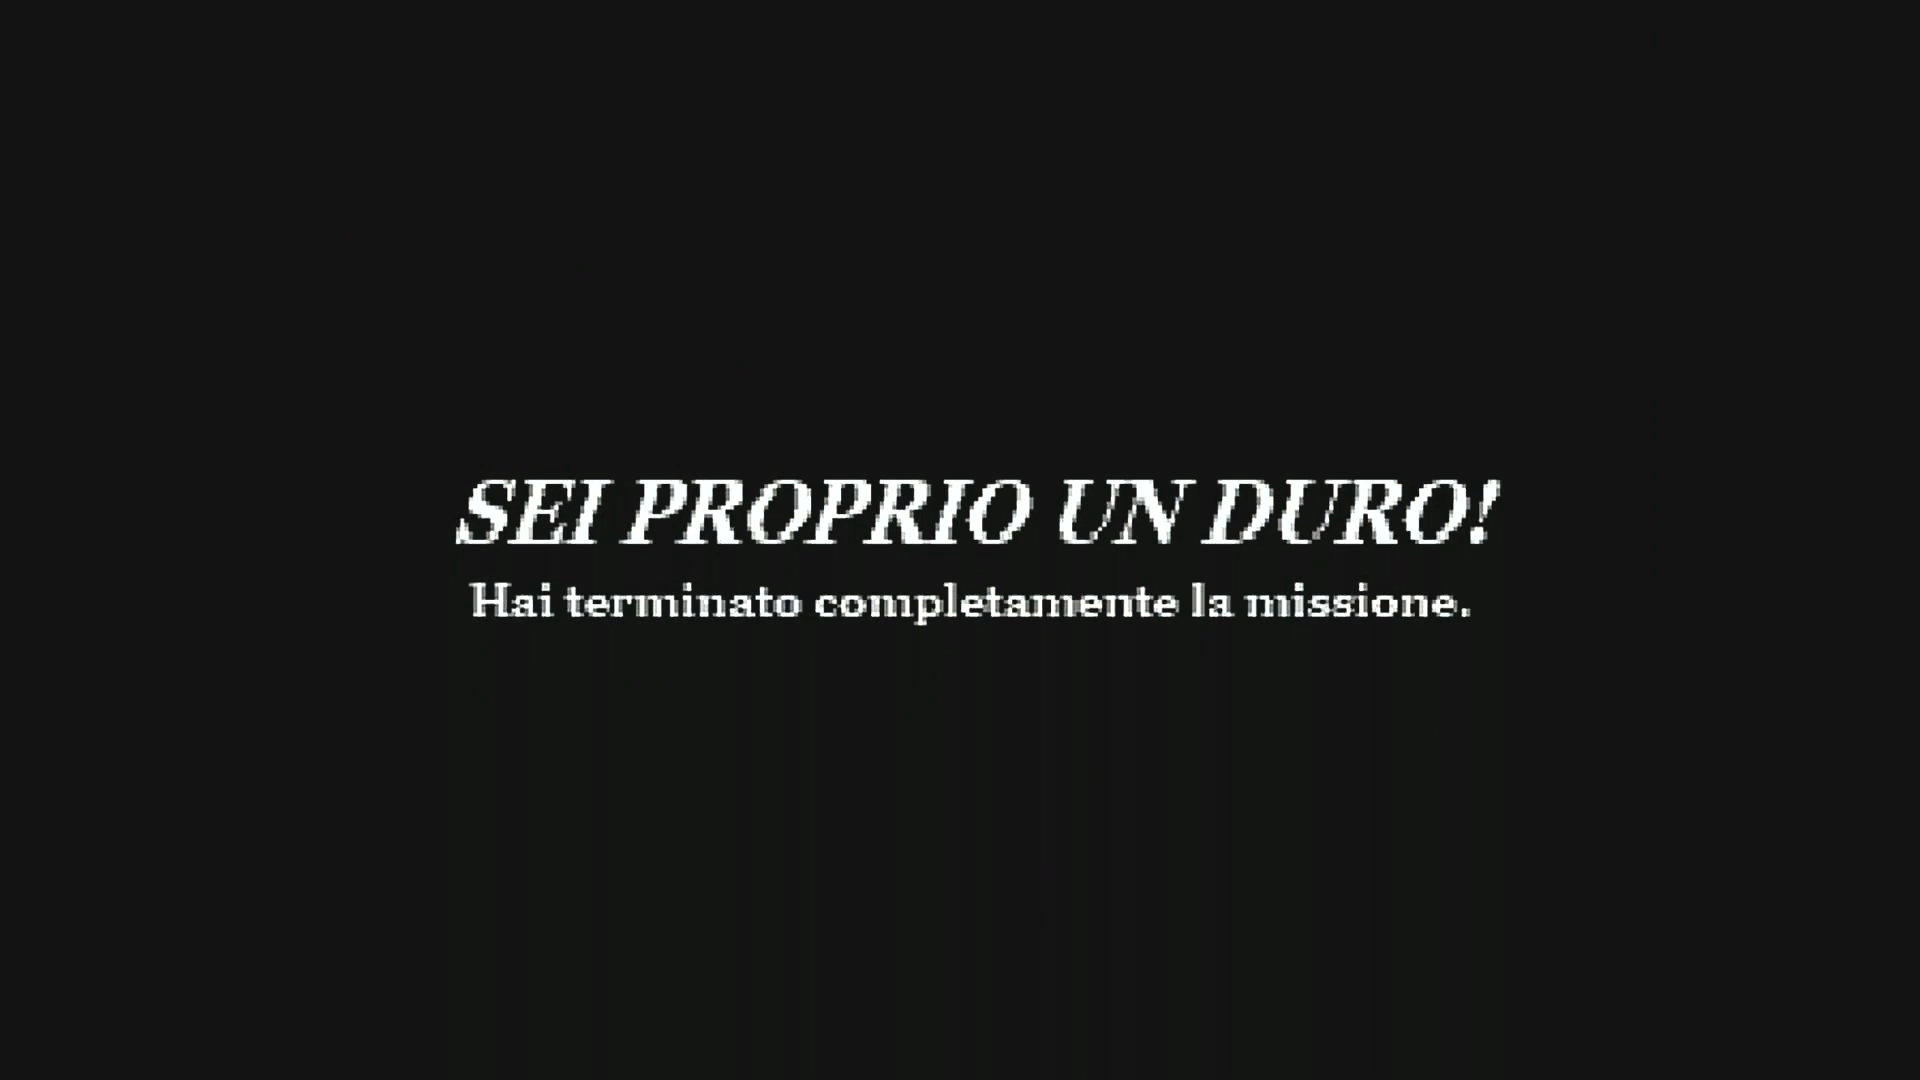 SEI PROPRIO UN DURO!
Hai terminato completamente la missione.